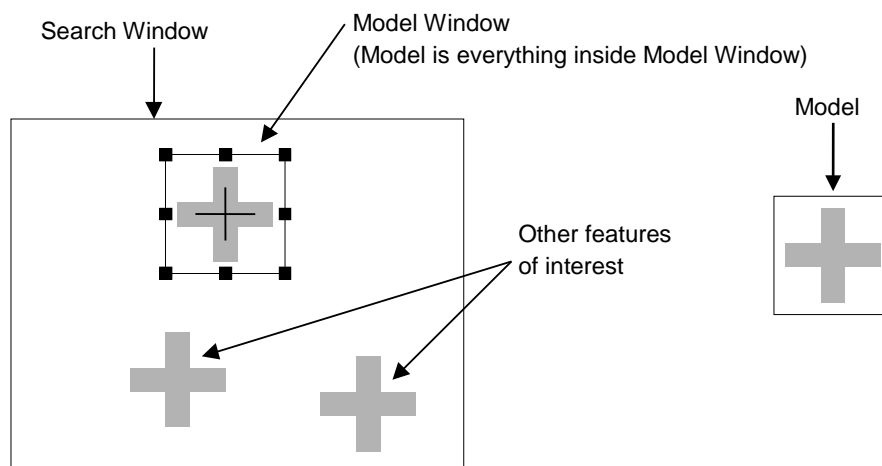 Search Window
Model Window
(Model is everything inside Model Window)
Model
Other features
of interest